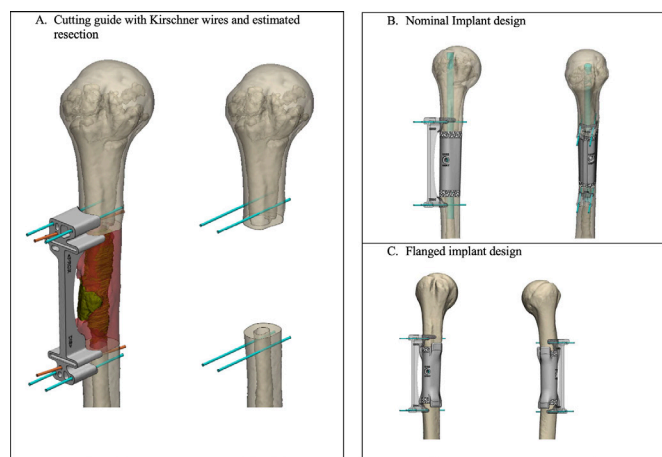 A. Cutting guide with Kirschner wires and estimated
resection
B. Nominal Implant design
C. Flanged implant design